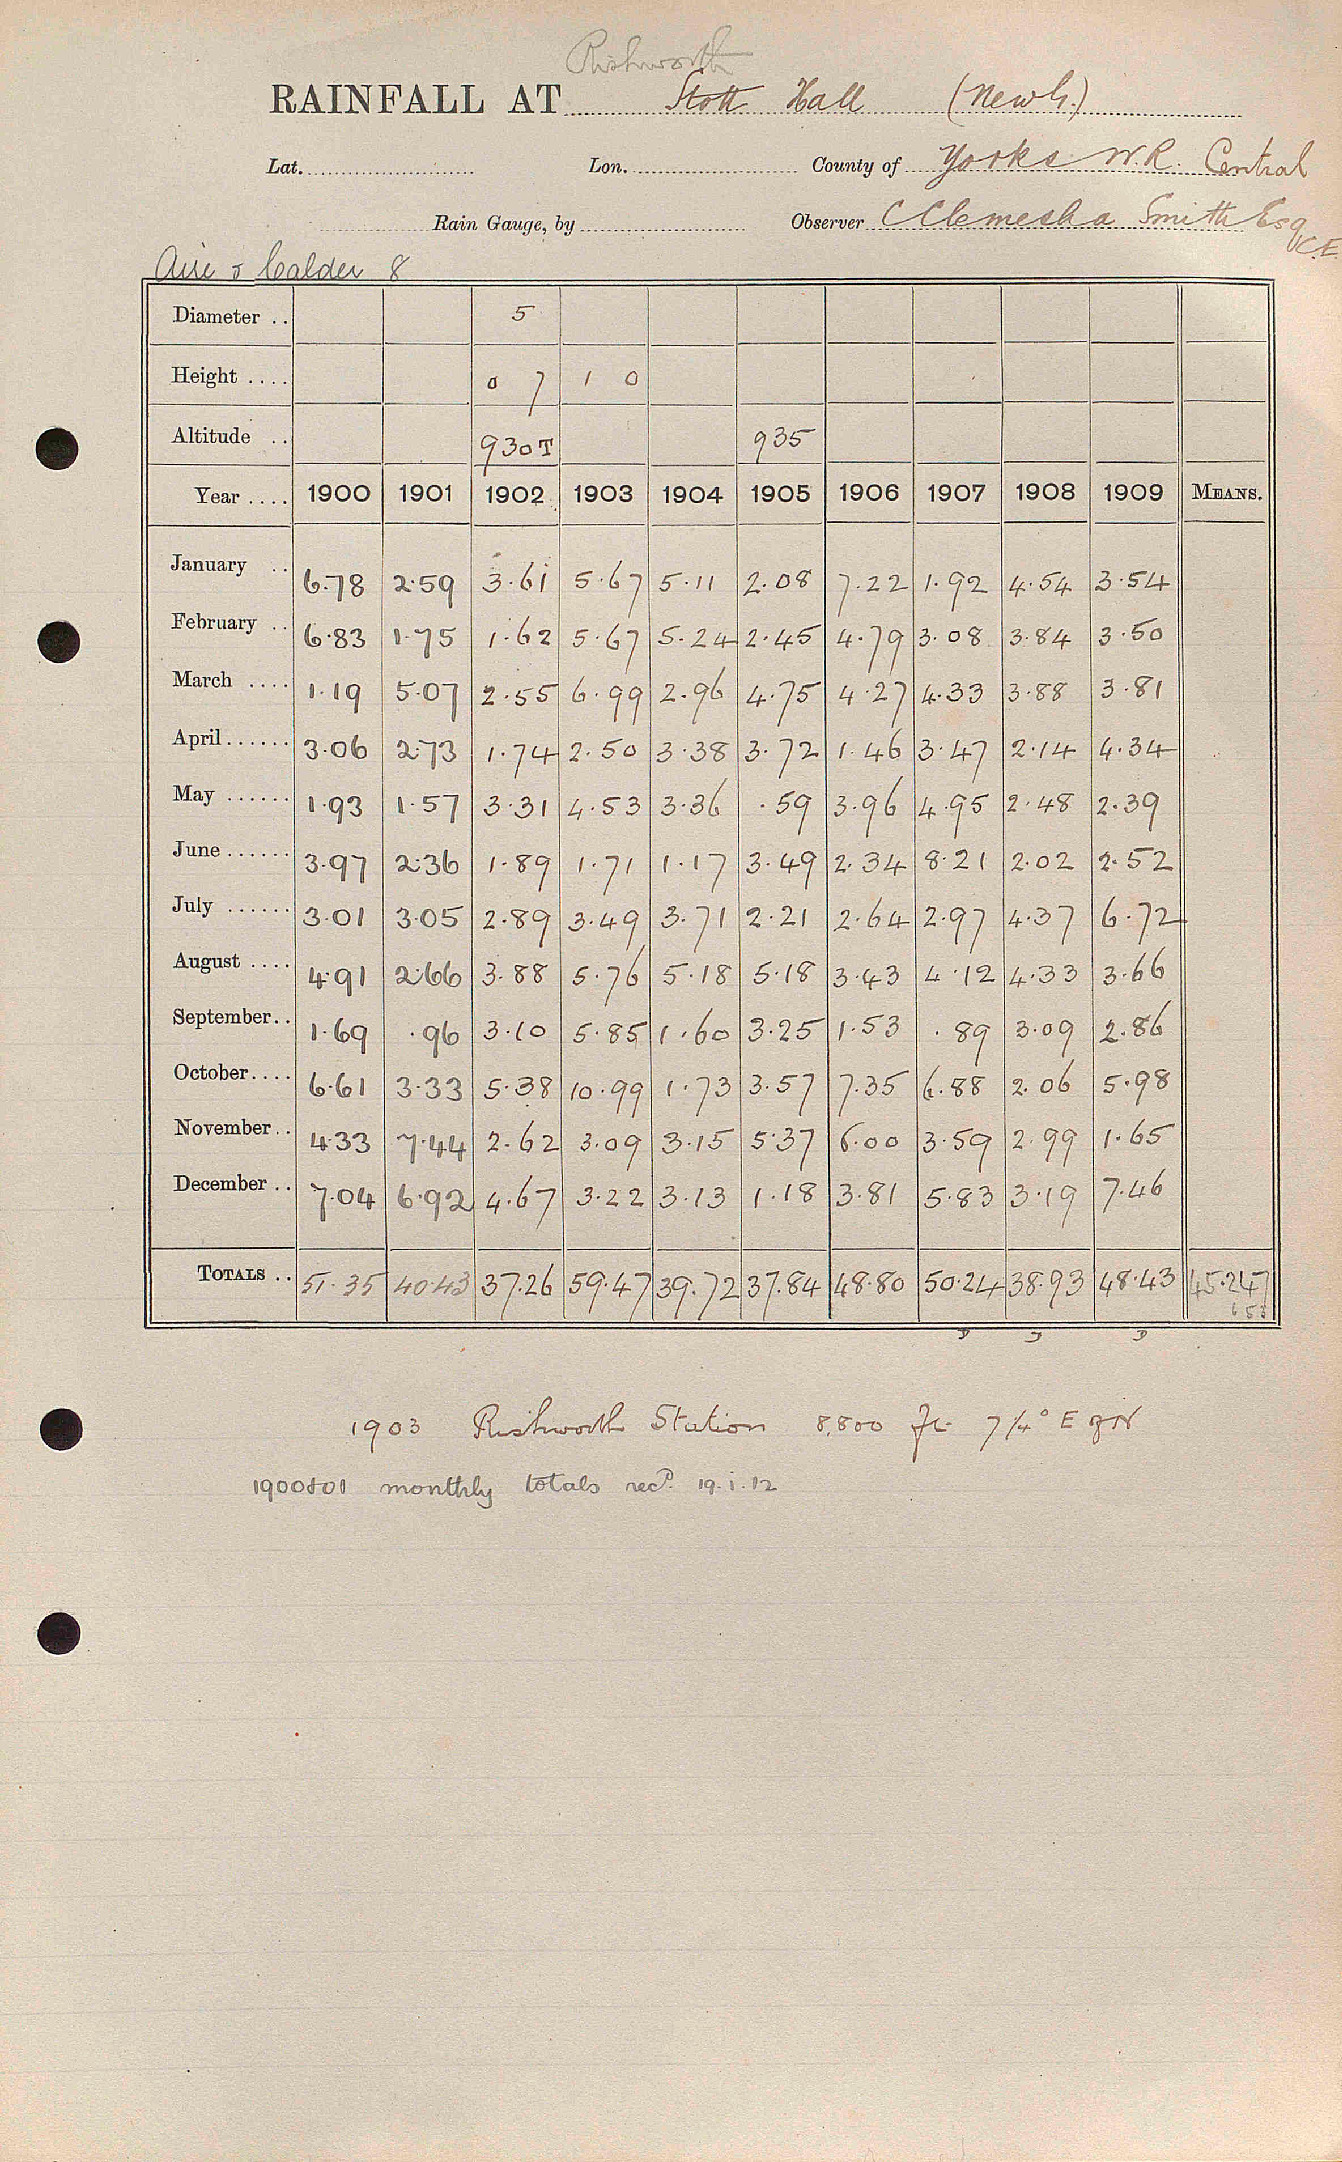 Rishworth
RAINFALL AT Stott Hall (New G.)
Lat. Lon. County of Yorks W.R. Central
Rain Gauge, by Observer C Clemesha Smith Esq C.E.
Aire & Calder 8
Diameter .. 5
Height .... 0 7 1 0
Altitude .. 930T 935
Year .... 1900 1901 1902 1903 1904 1905 1906 1907 1908 1909 MEANS.
January .. 6.78 2.59 3.61 5.67 5.11 2.08 7.22 1.92 4.54 3.54
February .. 6.83 1.75 1.62 5.67 5.24 2.45 4.79 3.08 3.84 3.50
March .... 1.19 5.07 2.55 6.99 2.96 4.75 4.27 4.33 3.88 3.81
April...... 3.06 2.73 1.74 2.50 3.38 3.72 1.46 3.47 2.14 4.34
May ...... 1.93 1.57 3.31 4.53 3.36 .59 3.96 4.95 2.48 2.39
June ...... 3.97 2.36 1.89 1.71 1.17 3.49 2.34 8.21 2.02 2.52
July ...... 3.01 3.05 2.89 3.49 3.71 2.21 2.64 2.97 4.37 6.72
August .... 4.91 2.66 3.88 5.76 5.18 5.18 3.43 4.12 4.33 3.66
September.. 1.69 .96 3.10 5.85 1.60 3.25 1.53 .89 3.09 2.86
October.... 6.61 3.33 5.38 10.99 1.73 3.57 7.35 6.88 2.06 5.98
November.. 4.33 7.44 2.62 3.09 3.15 5.37 6.00 3.59 2.99 1.65
December .. 7.04 6.92 4.67 3.22 3.13 1.18 3.81 5.83 3.19 7.46
TOTALS .. 51.35 40.43 37.26 59.47 39.72 37.84 48.80 50.24 38.93 48.43 45.247
1903 Rishworth Station 8,800 ft. 7¼° E of N
1900&01 monthly totals recd. 19.i.12